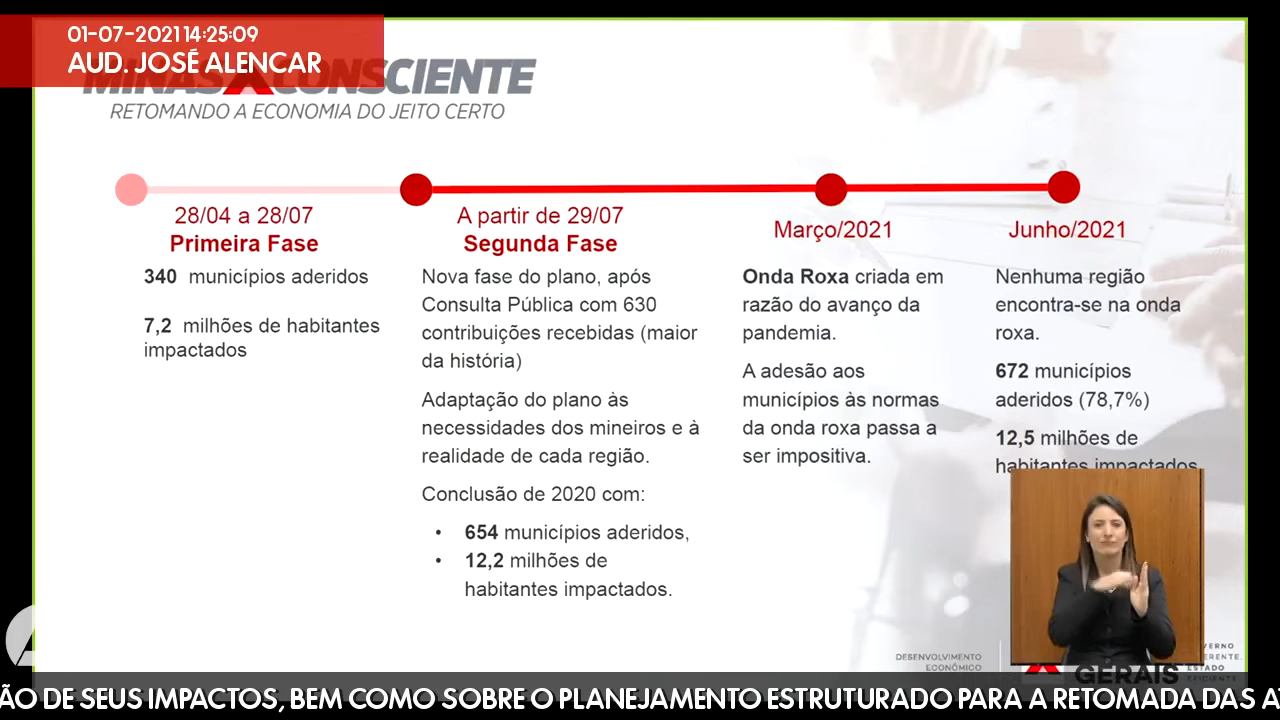 01-07-2021 14:25:09
AUD. JOSÉ ALENCAR
MINAS CONSCIENTE
RETOMANDO A ECONOMIA DO JEITO CERTO
28/04 a 28/07
Primeira Fase
340 municípios aderidos
7,2 milhões de habitantes
impactados
A partir de 29/07
Segunda Fase
Nova fase do plano, após
Consulta Pública com 630
contribuições recebidas (maior
da história)
Adaptação do plano às
necessidades dos mineiros e à
realidade de cada região.
Conclusão de 2020 com:
• 654 municípios aderidos,
• 12,2 milhões de
habitantes impactados.
Março/2021
Onda Roxa criada em
razão do avanço da
pandemia.
A adesão aos
municípios às normas
da onda roxa passa a
ser impositiva.
Junho/2021
Nenhuma região
encontra-se na onda
roxa.
672 municípios
aderidos (78,7%)
12,5 milhões de
habitantes impactados
DESENVOLVIMENTO
ECONÔMICO
GERAIS
ESTADO
ÃO DE SEUS IMPACTOS, BEM COMO SOBRE O PLANEJAMENTO ESTRUTURADO PARA A RETOMADA DAS A